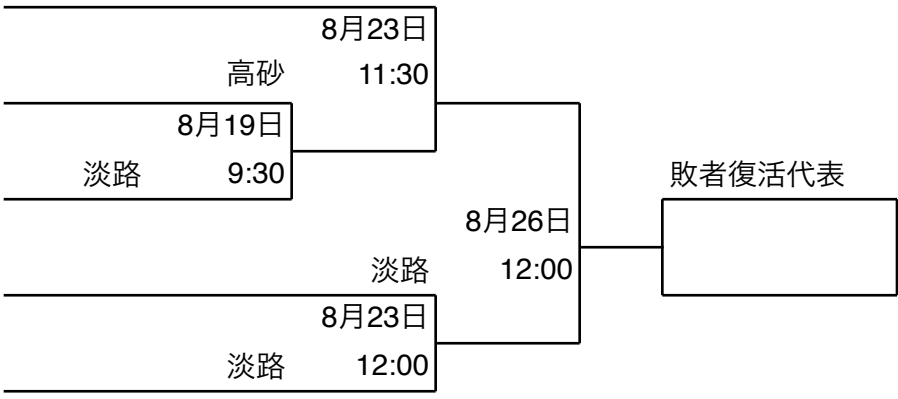 8月23日
高砂 11:30
8月19日
淡路 9:30
敗者復活代表
8月26日
淡路 12:00
8月23日
淡路 12:00